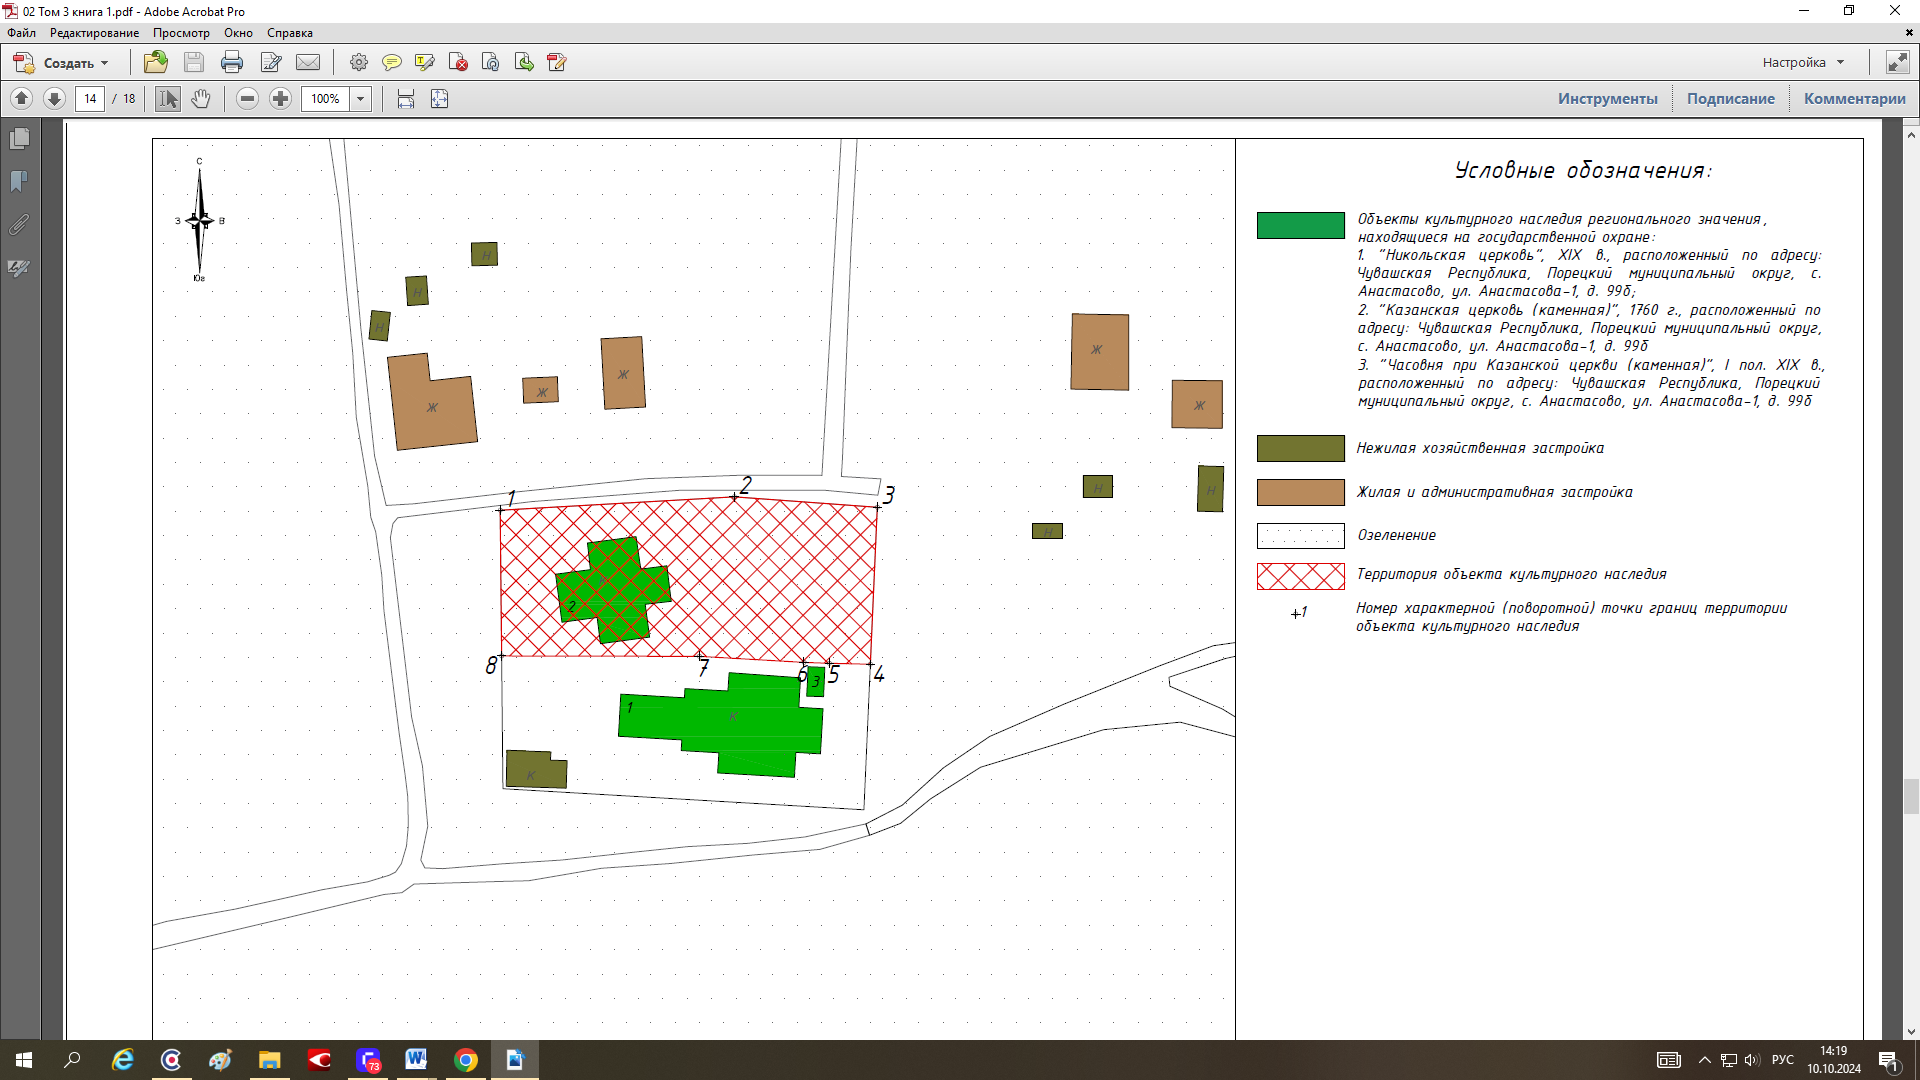 02 Том 3 книга 1.pdf - Adobe Acrobat Pro
Файл Редактирование Просмотр Окно Справка
Создать
Настройка
14 / 18
100%
Инструменты Подписание Комментарии
С
З В
Юг
Н
Н
Н
Ж
Ж
Ж
Ж
Ж
Н
Н
Н
1
2
3
2
8
7
6
5
4
3
1
К
К
Условные обозначения:
Объекты культурного наследия регионального значения,
находящиеся на государственной охране:
1. "Никольская церковь", XIX в., расположенный по адресу:
Чувашская Республика, Порецкий муниципальный округ, с.
Анастасово, ул. Анастасова-1, д. 99б;
2. "Казанская церковь (каменная)", 1760 г., расположенный по
адресу: Чувашская Республика, Порецкий муниципальный округ,
с. Анастасово, ул. Анастасова-1, д. 99б
3. "Часовня при Казанской церкви (каменная)", I пол. XIX в.,
расположенный по адресу: Чувашская Республика, Порецкий
муниципальный округ, с. Анастасово, ул. Анастасова-1, д. 99б
Нежилая хозяйственная застройка
Жилая и административная застройка
Озеленение
Территория объекта культурного наследия
+1 Номер характерной (поворотной) точки границ территории
объекта культурного наследия
73
РУС
14:19
10.10.2024
1